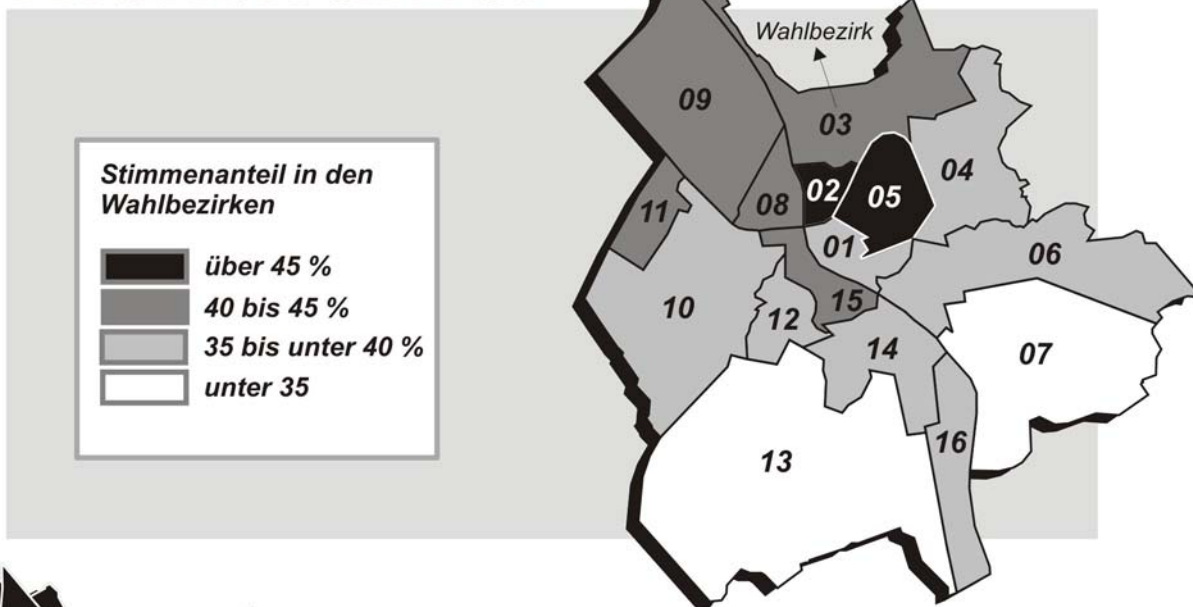 Stimmenanteil in den
Wahlbezirken
über 45 %
40 bis 45 %
35 bis unter 40 %
unter 35
Wahlbezirk
09
03
04
02
05
11
08
01
06
10
15
12
14
07
16
13